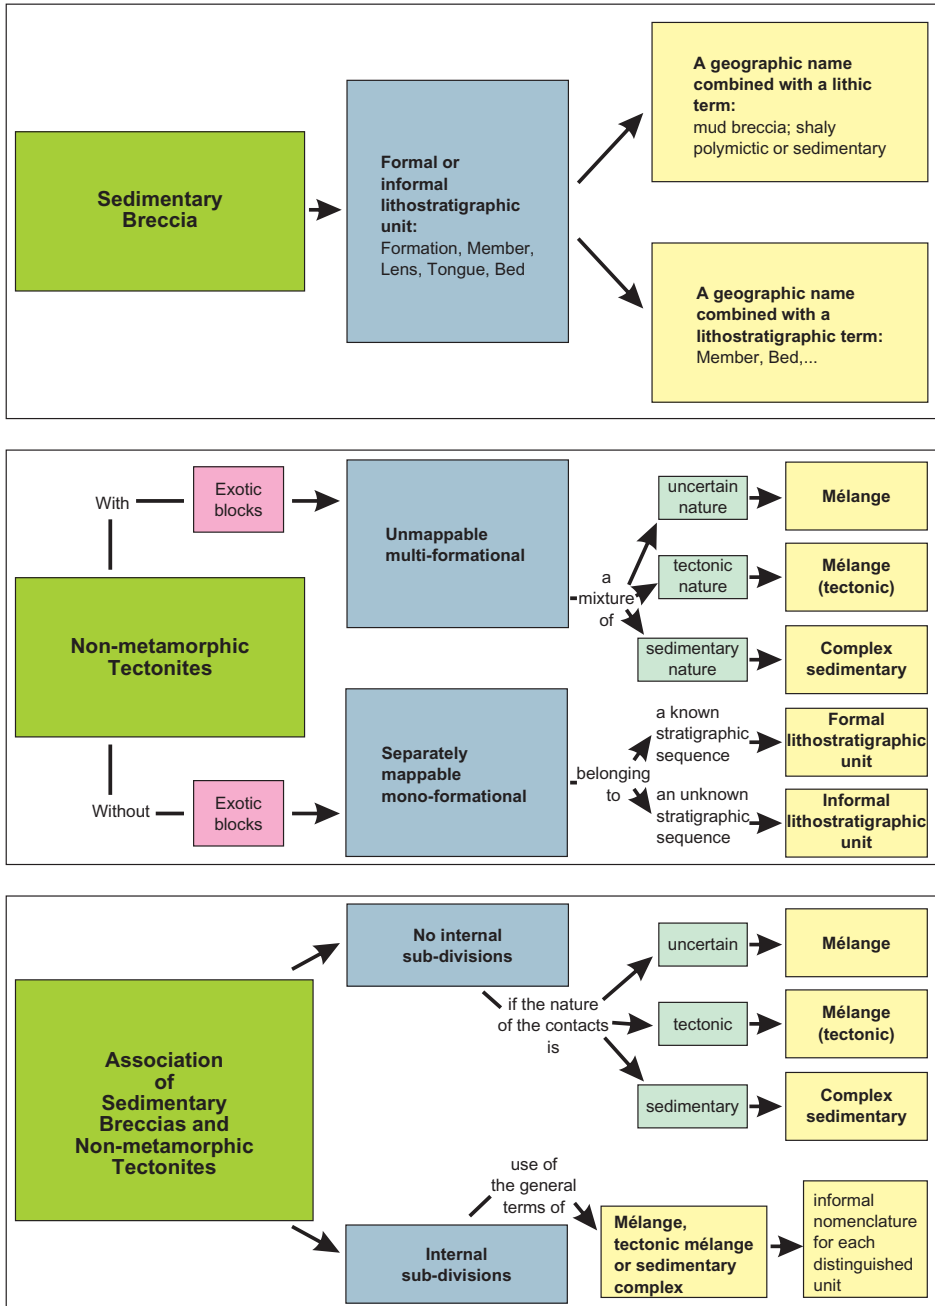 Sedimentary
Breccia
Formal or
informal
lithostratigraphic
unit:
Formation, Member,
Lens, Tongue, Bed
A geographic name
combined with a lithic
term:
mud breccia; shaly
polymictic or sedimentary
A geographic name
combined with a
lithostratigraphic term:
Member, Bed,...
With
Exotic
blocks
Unmappable
multi-formational
a
mixture
of
uncertain
nature
Mélange
tectonic
nature
Mélange
(tectonic)
sedimentary
nature
Complex
sedimentary
Non-metamorphic
Tectonites
Without
Exotic
blocks
Separately
mappable
mono-formational
belonging
to
a known
stratigraphic
sequence
Formal
lithostratigraphic
unit
an unknown
stratigraphic
sequence
Informal
lithostratigraphic
unit
Association
of
Sedimentary
Breccias and
Non-metamorphic
Tectonites
No internal
sub-divisions
if the nature
of the contacts
is
uncertain
Mélange
tectonic
Mélange
(tectonic)
sedimentary
Complex
sedimentary
Internal
sub-divisions
use of
the general
terms of
Mélange,
tectonic mélange
or sedimentary
complex
informal
nomenclature
for each
distinguished
unit